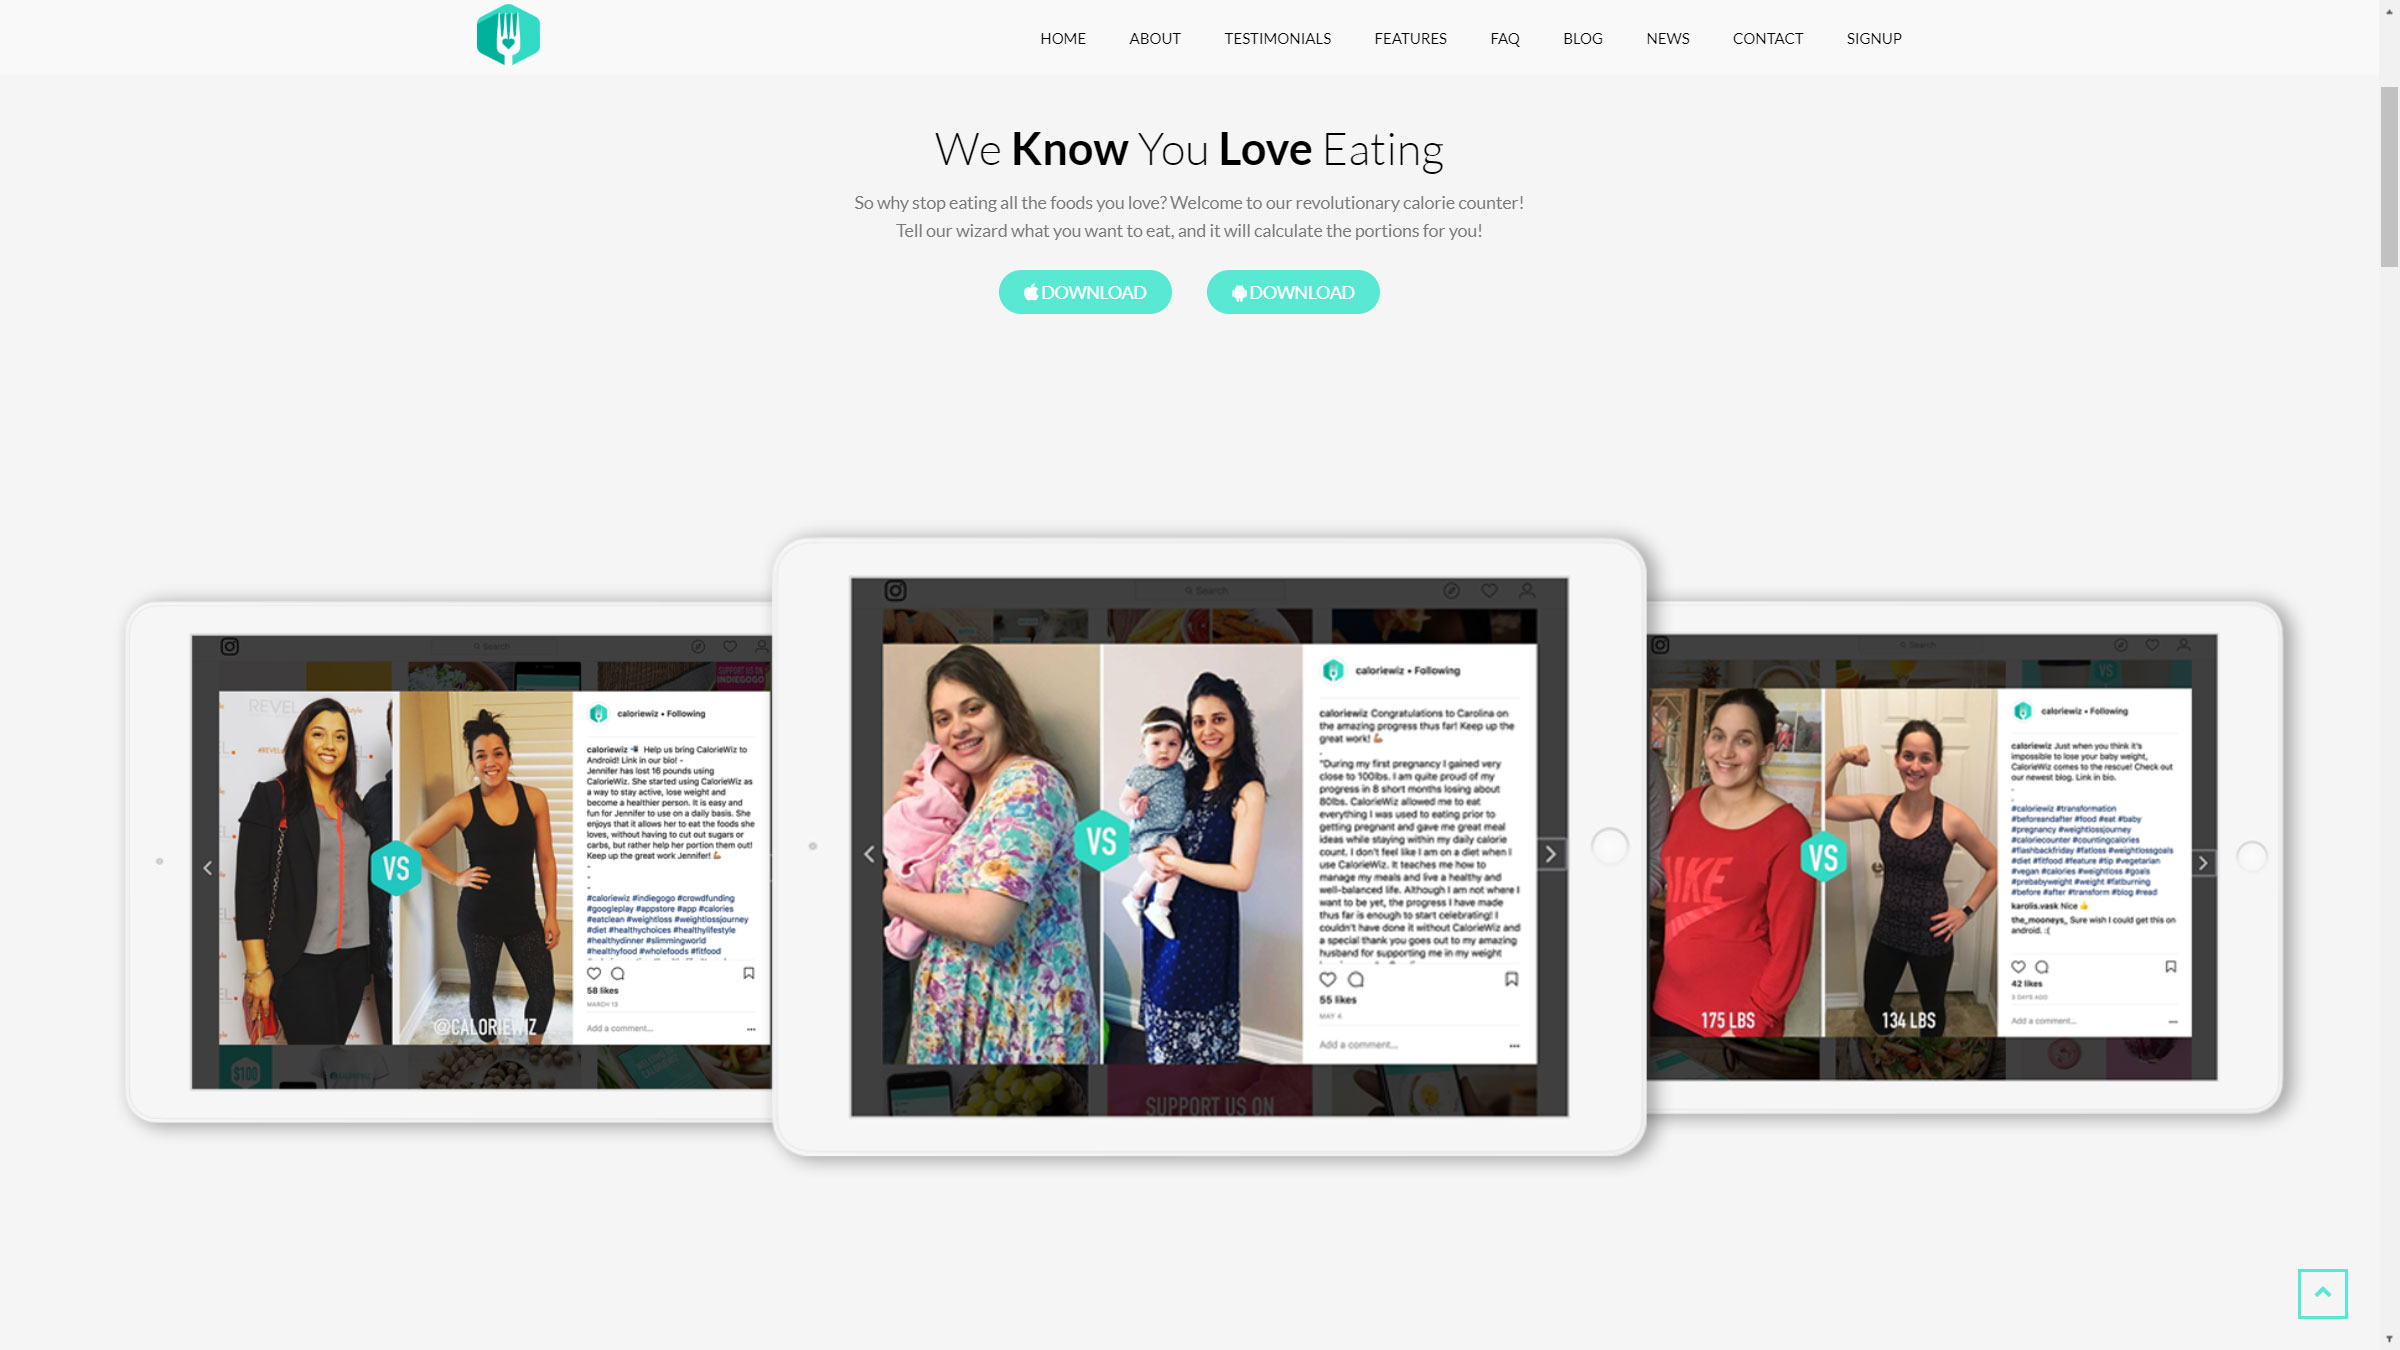 HOME ABOUT TESTIMONIALS FEATURES FAQ BLOG NEWS CONTACT SIGNUP
We Know You Love Eating
So why stop eating all the foods you love? Welcome to our revolutionary calorie counter!
Tell our wizard what you want to eat, and it will calculate the portions for you!
DOWNLOAD DOWNLOAD
Search
SUPPORT US ON
INDIEGOGO
REVEL
style
#REVEL
VS
caloriewiz • Following
caloriewiz 📲 Help us bring CalorieWiz to
Android! Link in our bio! -
Jennifer has lost 16 pounds using
CalorieWiz. She started using CalorieWiz as
a way to stay active, lose weight and
become a healthier person. It is easy and
fun for Jennifer to use on a daily basis. She
enjoys that it allows her to eat the foods she
loves, without having to cut out sugars or
carbs, but rather help her portion them out!
Keep up the great work Jennifer! 💪🏽
-
-
-
#caloriewiz #indiegogo #crowdfunding
#googleplay #appstore #app #calories
#eatclean #weightloss #weightlossjourney
#diet #healthychoices #healthylifestyle
#healthydinner #slimmingworld
#healthyfood #wholefoods #fitfood
58 likes
MARCH 13
Add a comment...
@CALORIEWIZ
$100
Search
VS
caloriewiz • Following
caloriewiz Congratulations to Carolina on
the amazing progress thus far! Keep up the
great work! 💪🏽
-
"During my first pregnancy I gained very
close to 100lbs. I am quite proud of my
progress in 8 short months losing about
80lbs. CalorieWiz allowed me to eat
everything I was used to eating prior to
getting pregnant and gave me great meal
ideas while staying within my daily calorie
count. I don't feel like I am on a diet when I
use CalorieWiz. It teaches me how to
manage my meals and live a healthy and
well-balanced life. Although I am not where I
want to be yet, the progress I have made
thus far is enough to start celebrating! I
couldn't have done it without CalorieWiz and
a special thank you goes out to my amazing
husband for supporting me in my weight
55 likes
MAY 4
Add a comment...
SUPPORT US ON
Search
VS
NIKE
VS
175 LBS
134 LBS
caloriewiz • Following
caloriewiz Just when you think it's
impossible to lose your baby weight,
CalorieWiz comes to the rescue! Check out
our newest blog. Link in bio.
-
-
#caloriewiz #transformation
#beforeandafter #food #eat #baby
#pregnancy #weightlossjourney
#caloriecounter #countingcalories
#flashbackfriday #fatloss #weightlossgoals
#diet #fitfood #feature #tip #vegetarian
#vegan #calories #weightloss #goals
#prebabyweight #weight #fatburning
#before #after #transform #blog #read
karolis.vask Nice 👍
the_mooneys_ Sure wish I could get this on
android. :(
42 likes
3 DAYS AGO
Add a comment...